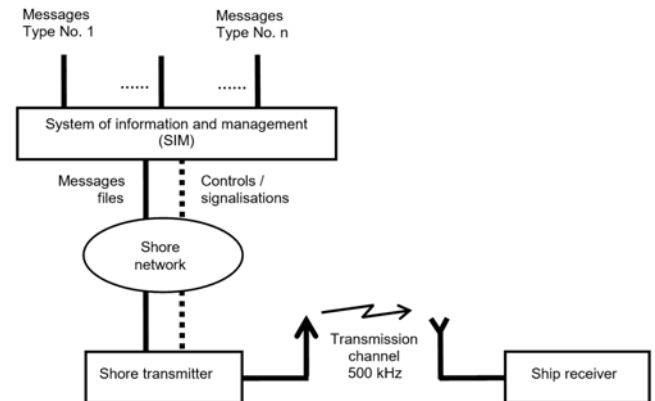 Messages
Type No. 1
Messages
Type No. n
......
......
System of information and management
(SIM)
Messages
files
Controls /
signalisations
Shore
network
Transmission
channel
500 kHz
Shore transmitter
Ship receiver